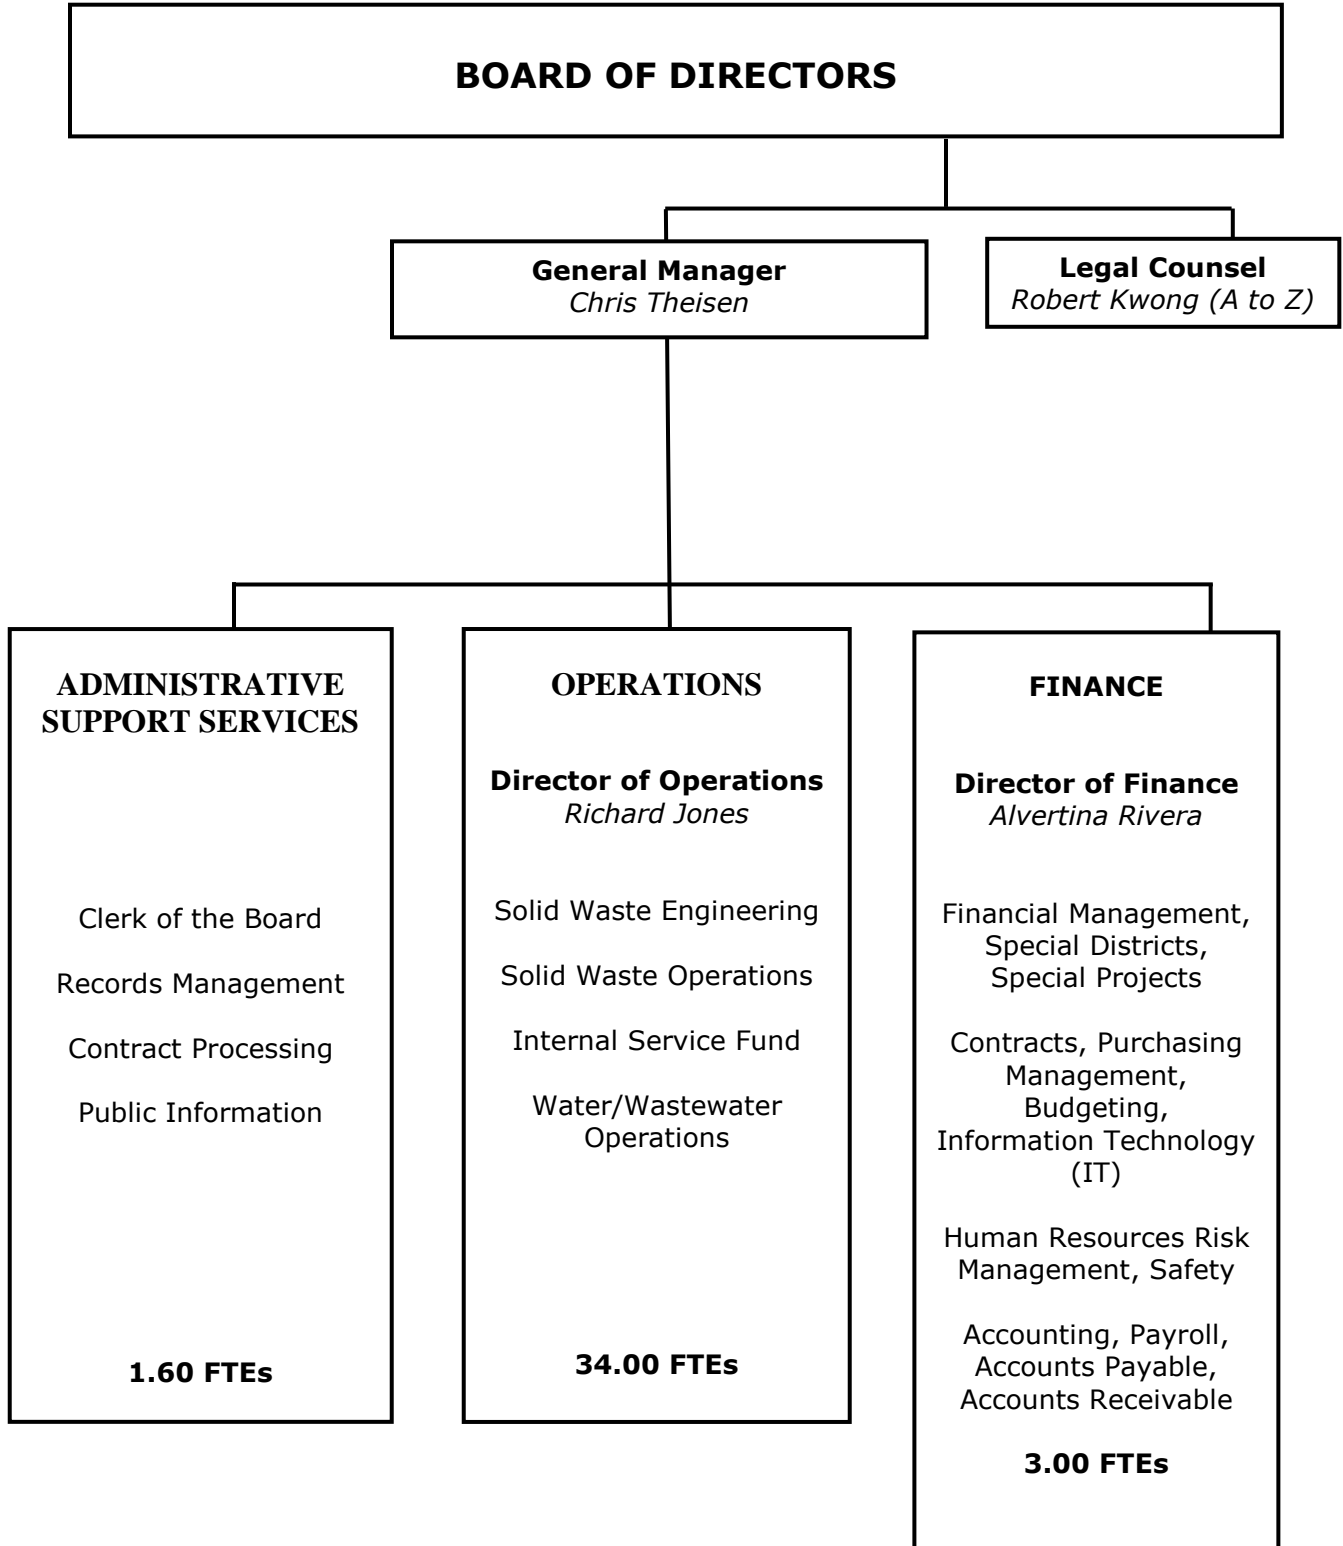 BOARD OF DIRECTORS
General Manager
Chris Theisen
Legal Counsel
Robert Kwong (A to Z)
ADMINISTRATIVE
SUPPORT SERVICES
Clerk of the Board
Records Management
Contract Processing
Public Information
1.60 FTEs
OPERATIONS
Director of Operations
Richard Jones
Solid Waste Engineering
Solid Waste Operations
Internal Service Fund
Water/Wastewater
Operations
34.00 FTEs
FINANCE
Director of Finance
Alvertina Rivera
Financial Management,
Special Districts,
Special Projects
Contracts, Purchasing
Management,
Budgeting,
Information Technology
(IT)
Human Resources Risk
Management, Safety
Accounting, Payroll,
Accounts Payable,
Accounts Receivable
3.00 FTEs